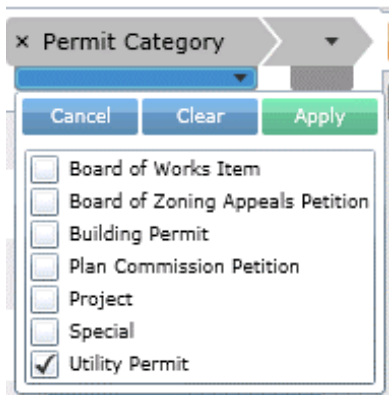 × Permit Category
Cancel Clear Apply
Board of Works Item
Board of Zoning Appeals Petition
Building Permit
Plan Commission Petition
Project
Special
Utility Permit